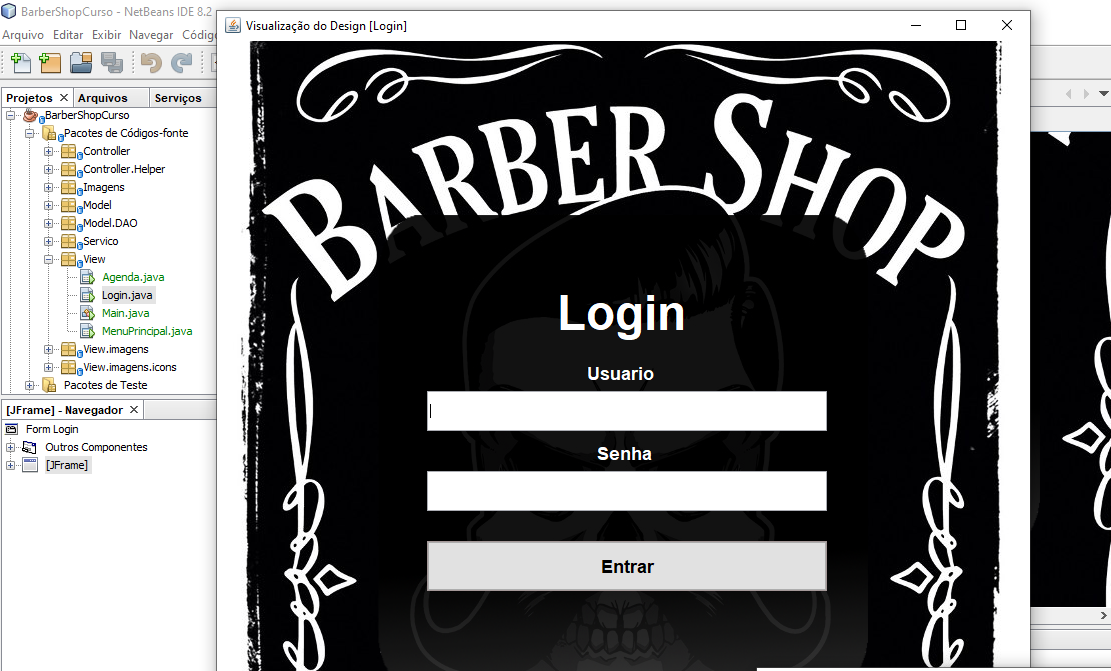 BarberShopCurso - NetBeans IDE 8.2
Visualização do Design [Login]
Arquivo Editar Exibir Navegar Código
Projetos Arquivos Serviços
BarberShopCurso
Pacotes de Códigos-fonte
Controller
Controller.Helper
Imagens
Model
Model.DAO
Servico
View
Agenda.java
Login.java
Main.java
MenuPrincipal.java
View.imagens
View.imagens.icons
Pacotes de Teste
[JFrame] - Navegador
Form Login
Outros Componentes
[JFrame]
BARBER SHOP
Login
Usuario
Senha
Entrar